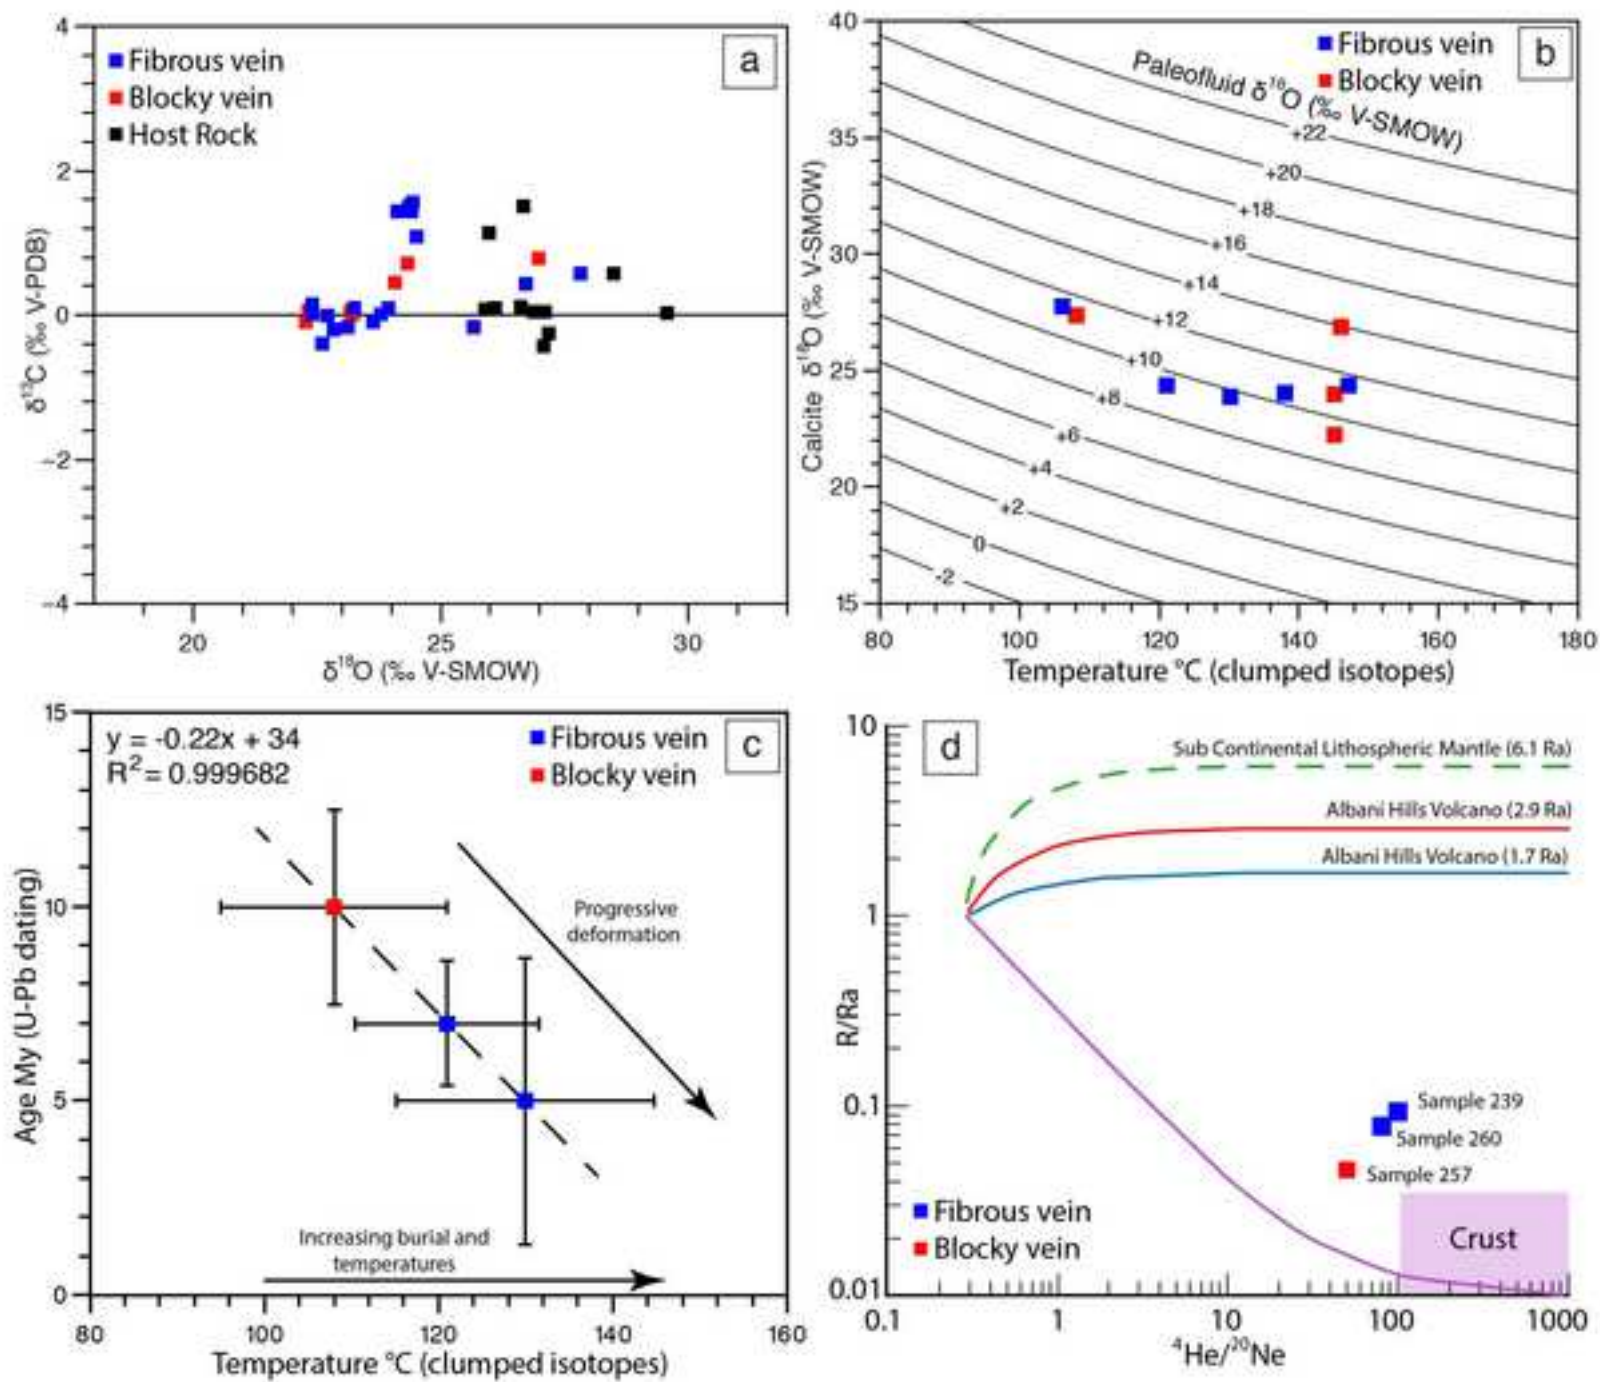 4
2
0
−2
−4
20
25
30
Fibrous vein
Blocky vein
Host Rock
a
δ¹³C (‰ V-PDB)
δ¹⁸O (‰ V-SMOW)
40
35
30
25
20
15
80
100
120
140
160
180
Fibrous vein
Blocky vein
b
Paleofluid δ¹⁸O (‰ V-SMOW)
+22
+20
+18
+16
+14
+12
+10
+8
+6
+4
+2
0
-2
Calcite δ¹⁸O (‰ V-SMOW)
Temperature °C (clumped isotopes)
15
10
5
0
80
100
120
140
160
y = -0.22x + 34
R² = 0.999682
Fibrous vein
Blocky vein
c
Progressive
deformation
Increasing burial and
temperatures
Age My (U-Pb dating)
Temperature °C (clumped isotopes)
10
1
0.1
0.01
0.1
1
10
100
1000
d
Sub Continental Lithospheric Mantle (6.1 Ra)
Albani Hills Volcano (2.9 Ra)
Albani Hills Volcano (1.7 Ra)
Sample 239
Sample 260
Sample 257
Fibrous vein
Blocky vein
Crust
R/Ra
⁴He/²⁰Ne